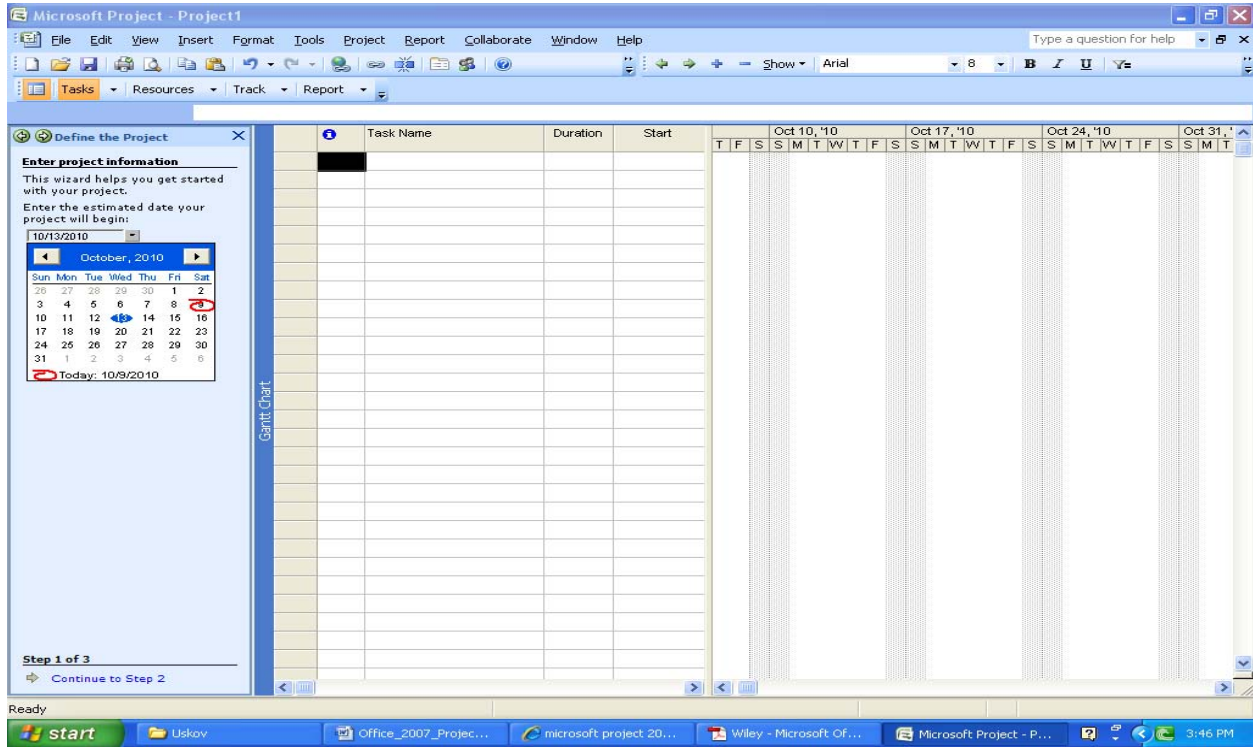 Microsoft Project - Project1
File Edit View Insert Format Tools Project Report Collaborate Window Help Type a question for help
Show Arial 8 B I U Y=
Tasks Resources Track Report
Define the Project
Enter project information
This wizard helps you get started
with your project.
Enter the estimated date your
project will begin:
10/13/2010
October, 2010
Sun Mon Tue Wed Thu Fri Sat
26 27 28 29 30 1 2
3 4 5 6 7 8 9
10 11 12 13 14 15 16
17 18 19 20 21 22 23
24 25 26 27 28 29 30
31 1 2 3 4 5 6
Today: 10/9/2010
Step 1 of 3
Continue to Step 2
Gantt Chart
Task Name Duration Start
Oct 10, '10 Oct 17, '10 Oct 24, '10 Oct 31, '
T F S S M T W T F S S M T W T F S S M T W T F S S M T
Ready
start Uskov Office_2007_Projec... microsoft project 20... Wiley - Microsoft Of... Microsoft Project - P... 3:46 PM